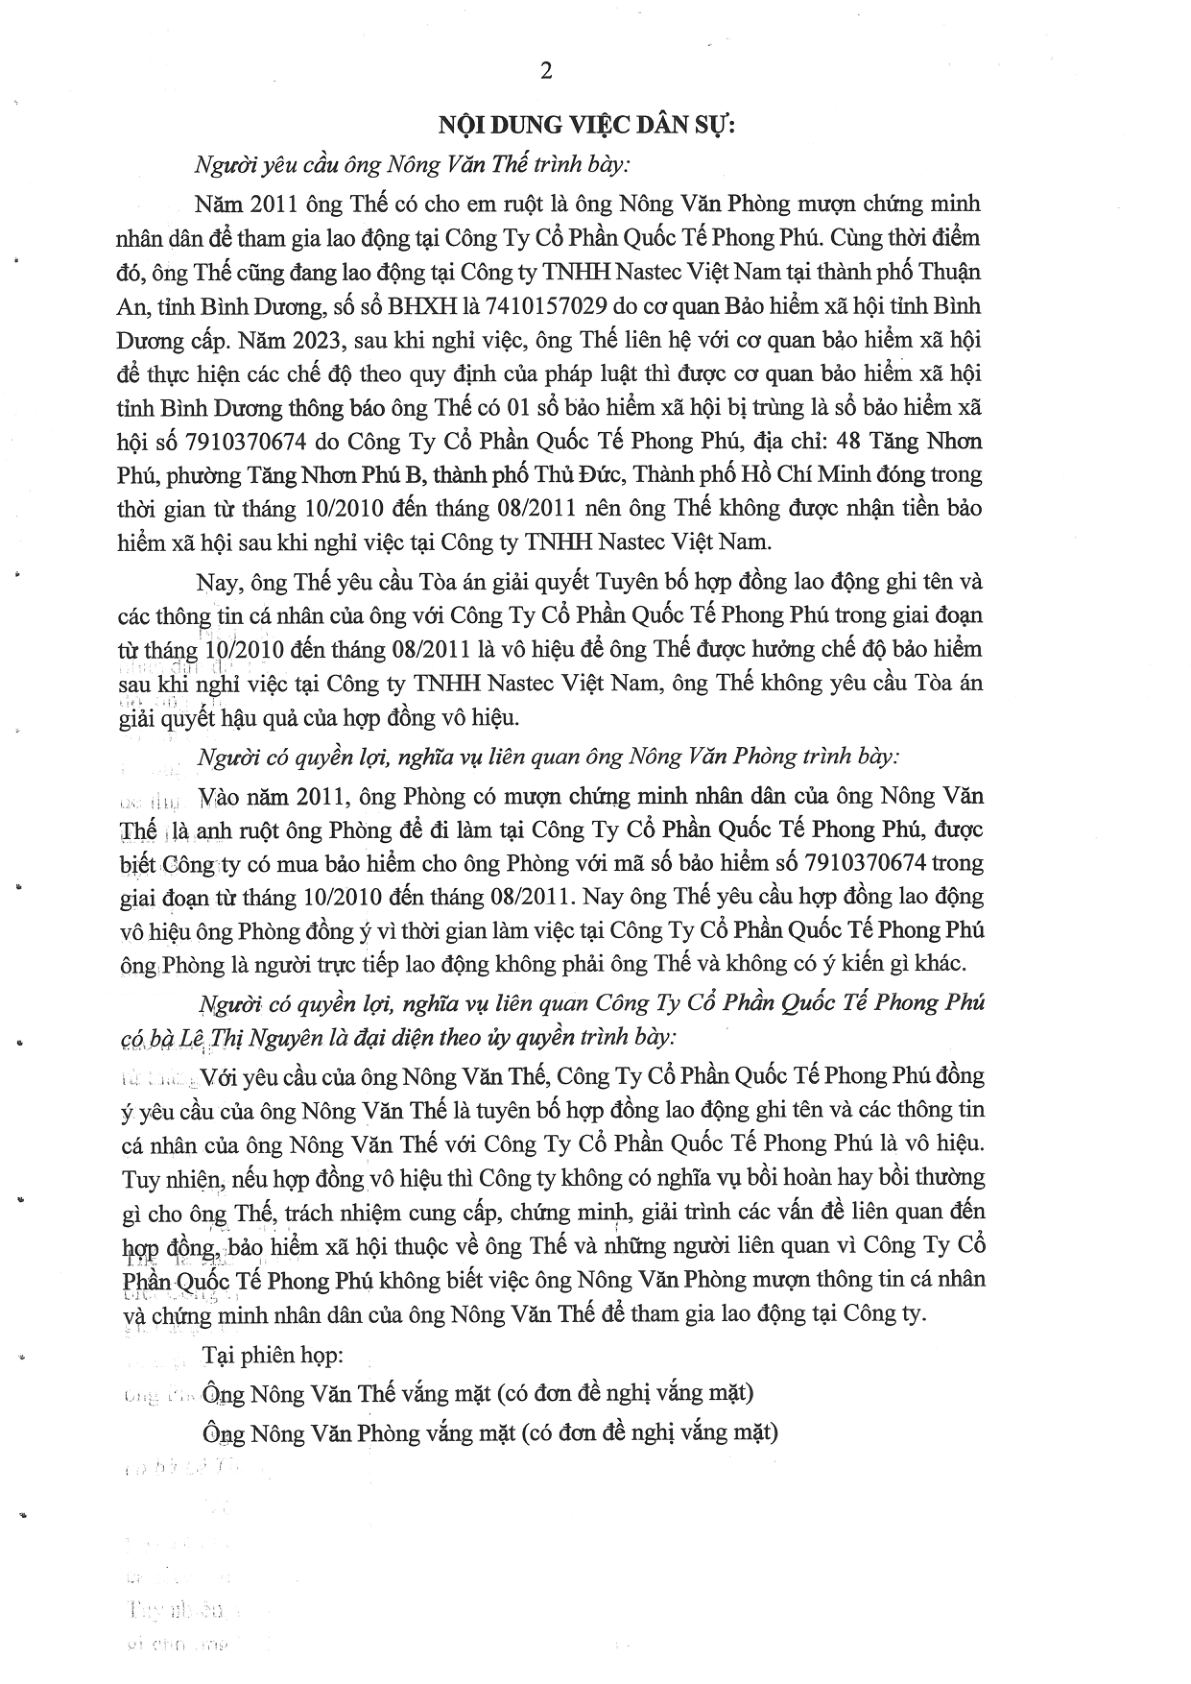 2
NỘI DUNG VIỆC DÂN SỰ:
Người yêu cầu ông Nông Văn Thế trình bày:
Năm 2011 ông Thế có cho em ruột là ông Nông Văn Phòng mượn chứng minh
nhân dân để tham gia lao động tại Công Ty Cổ Phần Quốc Tế Phong Phú. Cùng thời điểm
đó, ông Thế cũng đang lao động tại Công ty TNHH Nastec Việt Nam tại thành phố Thuận
An, tỉnh Bình Dương, số sổ BHXH là 7410157029 do cơ quan Bảo hiểm xã hội tỉnh Bình
Dương cấp. Năm 2023, sau khi nghỉ việc, ông Thế liên hệ với cơ quan bảo hiểm xã hội
để thực hiện các chế độ theo quy định của pháp luật thì được cơ quan bảo hiểm xã hội
tỉnh Bình Dương thông báo ông Thế có 01 sổ bảo hiểm xã hội bị trùng là sổ bảo hiểm xã
hội số 7910370674 do Công Ty Cổ Phần Quốc Tế Phong Phú, địa chỉ: 48 Tăng Nhơn
Phú, phường Tăng Nhơn Phú B, thành phố Thủ Đức, Thành phố Hồ Chí Minh đóng trong
thời gian từ tháng 10/2010 đến tháng 08/2011 nên ông Thế không được nhận tiền bảo
hiểm xã hội sau khi nghỉ việc tại Công ty TNHH Nastec Việt Nam.
Nay, ông Thế yêu cầu Tòa án giải quyết Tuyên bố hợp đồng lao động ghi tên và
các thông tin cá nhân của ông với Công Ty Cổ Phần Quốc Tế Phong Phú trong giai đoạn
từ tháng 10/2010 đến tháng 08/2011 là vô hiệu để ông Thế được hưởng chế độ bảo hiểm
sau khi nghỉ việc tại Công ty TNHH Nastec Việt Nam, ông Thế không yêu cầu Tòa án
giải quyết hậu quả của hợp đồng vô hiệu.
Người có quyền lợi, nghĩa vụ liên quan ông Nông Văn Phòng trình bày:
Vào năm 2011, ông Phòng có mượn chứng minh nhân dân của ông Nông Văn
Thế là anh ruột ông Phòng để đi làm tại Công Ty Cổ Phần Quốc Tế Phong Phú, được
biết Công ty có mua bảo hiểm cho ông Phòng với mã số bảo hiểm số 7910370674 trong
giai đoạn từ tháng 10/2010 đến tháng 08/2011. Nay ông Thế yêu cầu hợp đồng lao động
vô hiệu ông Phòng đồng ý vì thời gian làm việc tại Công Ty Cổ Phần Quốc Tế Phong Phú
ông Phòng là người trực tiếp lao động không phải ông Thế và không có ý kiến gì khác.
Người có quyền lợi, nghĩa vụ liên quan Công Ty Cổ Phần Quốc Tế Phong Phú
có bà Lê Thị Nguyên là đại diện theo ủy quyền trình bày:
Với yêu cầu của ông Nông Văn Thế, Công Ty Cổ Phần Quốc Tế Phong Phú đồng
ý yêu cầu của ông Nông Văn Thế là tuyên bố hợp đồng lao động ghi tên và các thông tin
cá nhân của ông Nông Văn Thế với Công Ty Cổ Phần Quốc Tế Phong Phú là vô hiệu.
Tuy nhiên, nếu hợp đồng vô hiệu thì Công ty không có nghĩa vụ bồi hoàn hay bồi thường
gì cho ông Thế, trách nhiệm cung cấp, chứng minh, giải trình các vấn đề liên quan đến
hợp đồng, bảo hiểm xã hội thuộc về ông Thế và những người liên quan vì Công Ty Cổ
Phần Quốc Tế Phong Phú không biết việc ông Nông Văn Phòng mượn thông tin cá nhân
và chứng minh nhân dân của ông Nông Văn Thế để tham gia lao động tại Công ty.
Tại phiên họp:
Ông Nông Văn Thế vắng mặt (có đơn đề nghị vắng mặt)
Ông Nông Văn Phòng vắng mặt (có đơn đề nghị vắng mặt)